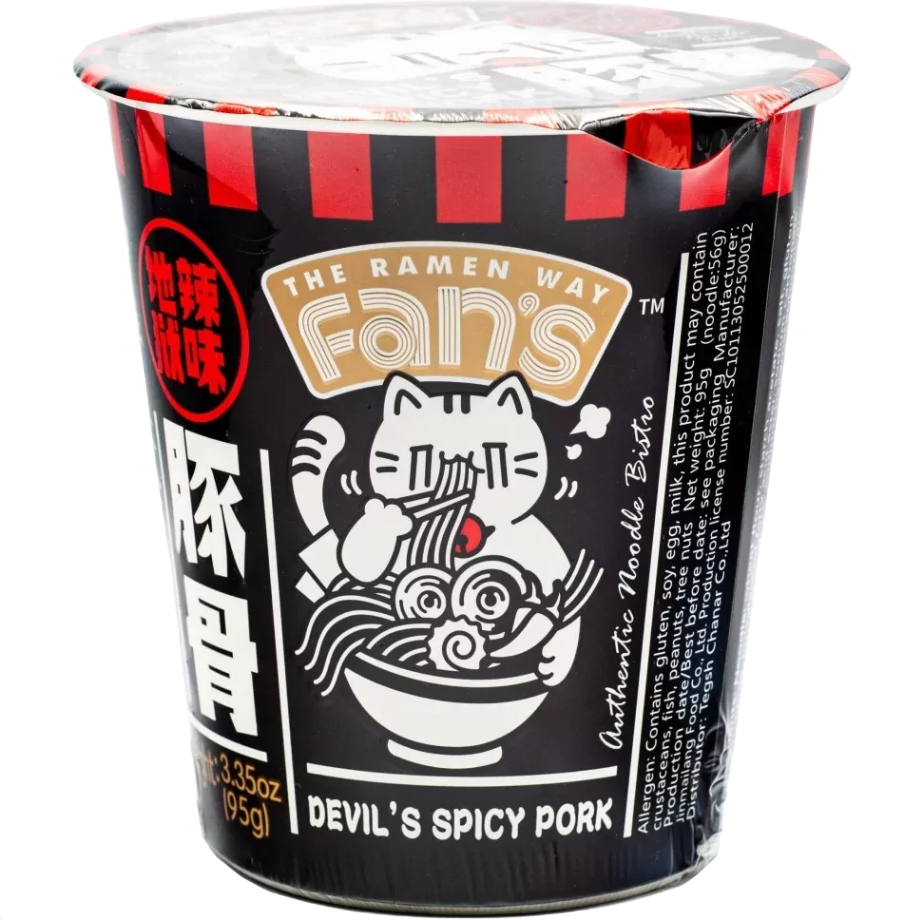 地狱
辣味
豚骨
3.35oz
(95g)
THE RAMEN WAY
Fan's
TM
Authentic Noodle Bistro
DEVIL'S SPICY PORK
Allergen: Contains gluten, soy, egg, milk, this product may contain
crustaceans, fish, peanuts, tree nuts Net weight: 95g (noodle:56g)
Production date/Best before date: see packaging Manufacturer:
Jinmailang Food Co., Ltd. Production license number: SC10113052500012
Distributor: Tegsh Chanar Co.,Ltd